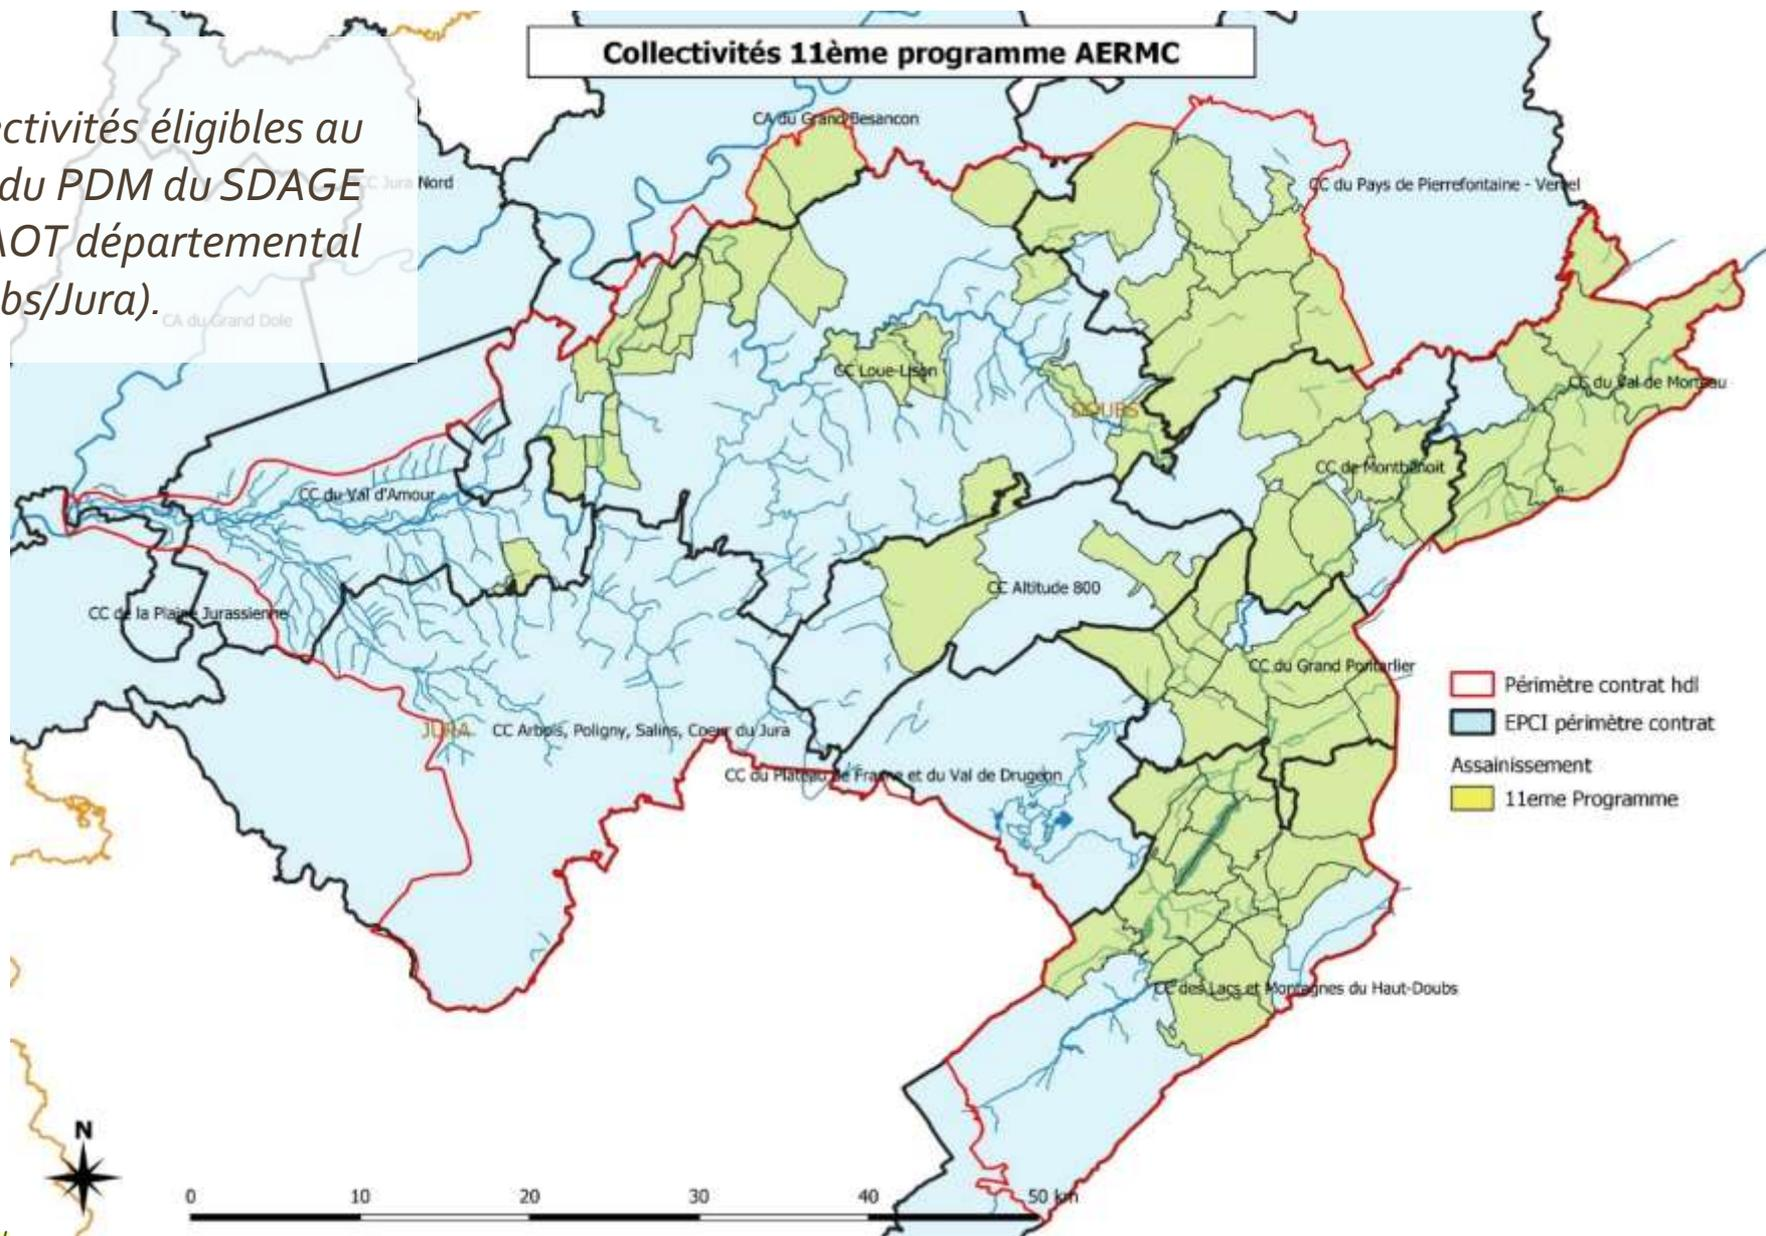 Collectivités 11ème programme AERMC
ectivités éligibles au
du PDM du SDAGE
AOT départemental
bs/Jura).
CA du Grand Besancon
CC Jura Nord
CC du Pays de Pierrefontaine - Vercel
CA du Grand Dole
CC Loue-Lison
CC du Val de Morteau
DOUBS
CC de Montbenoit
CC du Val d'Amour
CC Altitude 800
CC de la Plaine Jurassienne
CC du Grand Pontarlier
JURA
CC Arbois, Poligny, Salins, Coeur du Jura
CC du Plateau de Frasne et du Val de Drugeon
CC des Lacs et Montagnes du Haut-Doubs
Périmètre contrat hdl
EPCI périmètre contrat
Assainissement
11eme Programme
N
0 10 20 30 40 50 km